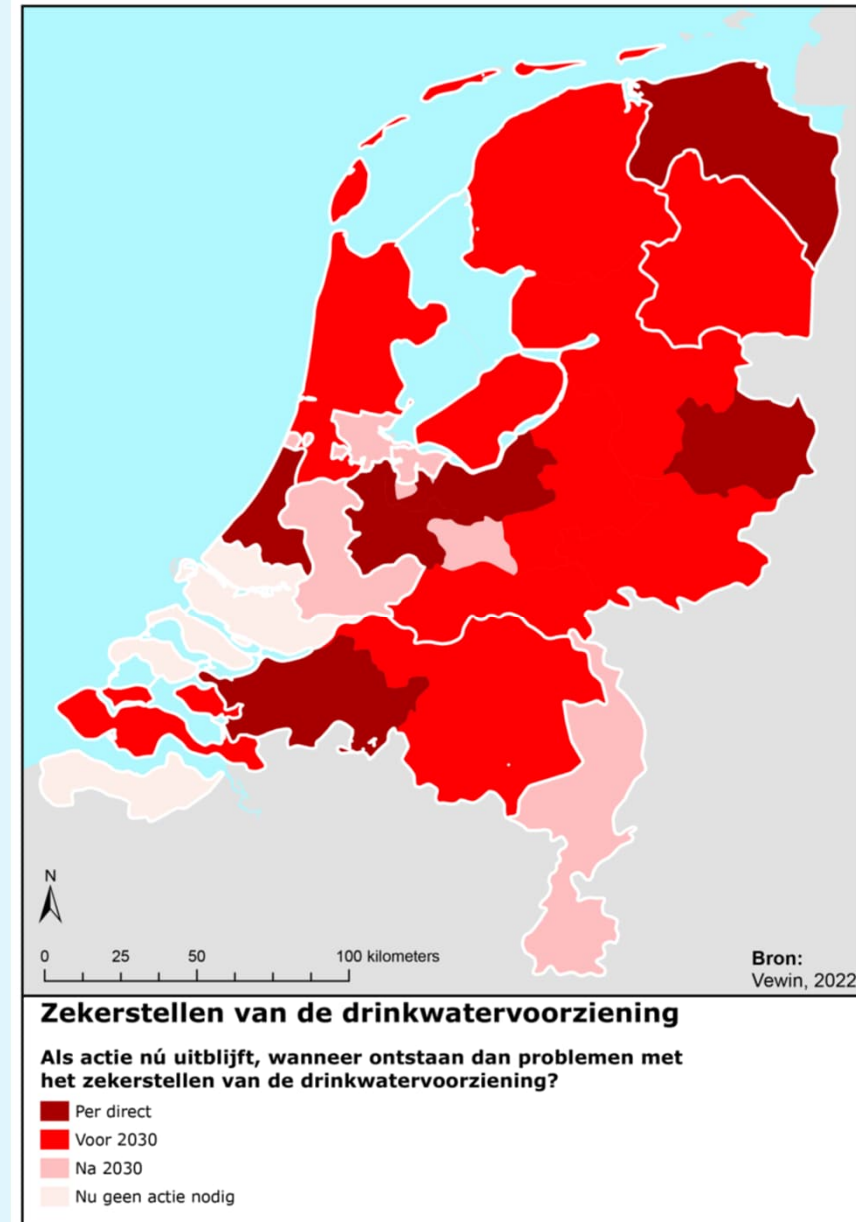 N
0 25 50 100 kilometers
Bron:
Vewin, 2022
Zekerstellen van de drinkwatervoorziening
Als actie nú uitblijft, wanneer ontstaan dan problemen met
het zekerstellen van de drinkwatervoorziening?
Per direct
Voor 2030
Na 2030
Nu geen actie nodig